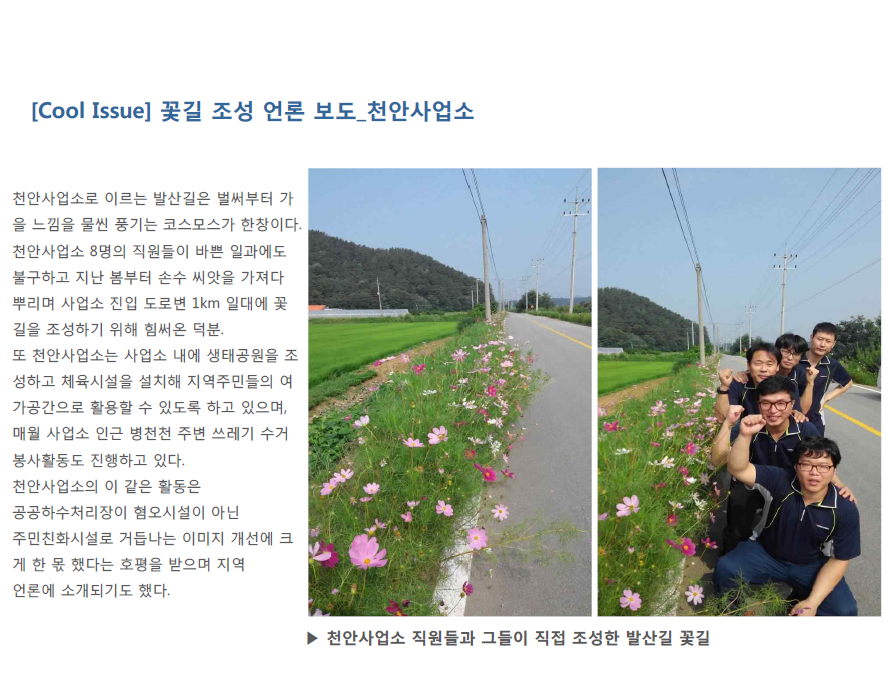 [Cool Issue] 꽃길 조성 언론 보도_천안사업소
천안사업소로 이르는 발산길은 벌써부터 가
을 느낌을 물씬 풍기는 코스모스가 한창이다.
천안사업소 8명의 직원들이 바쁜 일과에도
불구하고 지난 봄부터 손수 씨앗을 가져다
뿌리며 사업소 진입 도로변 1km 일대에 꽃
길을 조성하기 위해 힘써온 덕분.
또 천안사업소는 사업소 내에 생태공원을 조
성하고 체육시설을 설치해 지역주민들의 여
가공간으로 활용할 수 있도록 하고 있으며,
매월 사업소 인근 병천천 주변 쓰레기 수거
봉사활동도 진행하고 있다.
천안사업소의 이 같은 활동은
공공하수처리장이 혐오시설이 아닌
주민친화시설로 거듭나는 이미지 개선에 크
게 한 몫 했다는 호평을 받으며 지역
언론에 소개되기도 했다.
▶ 천안사업소 직원들과 그들이 직접 조성한 발산길 꽃길